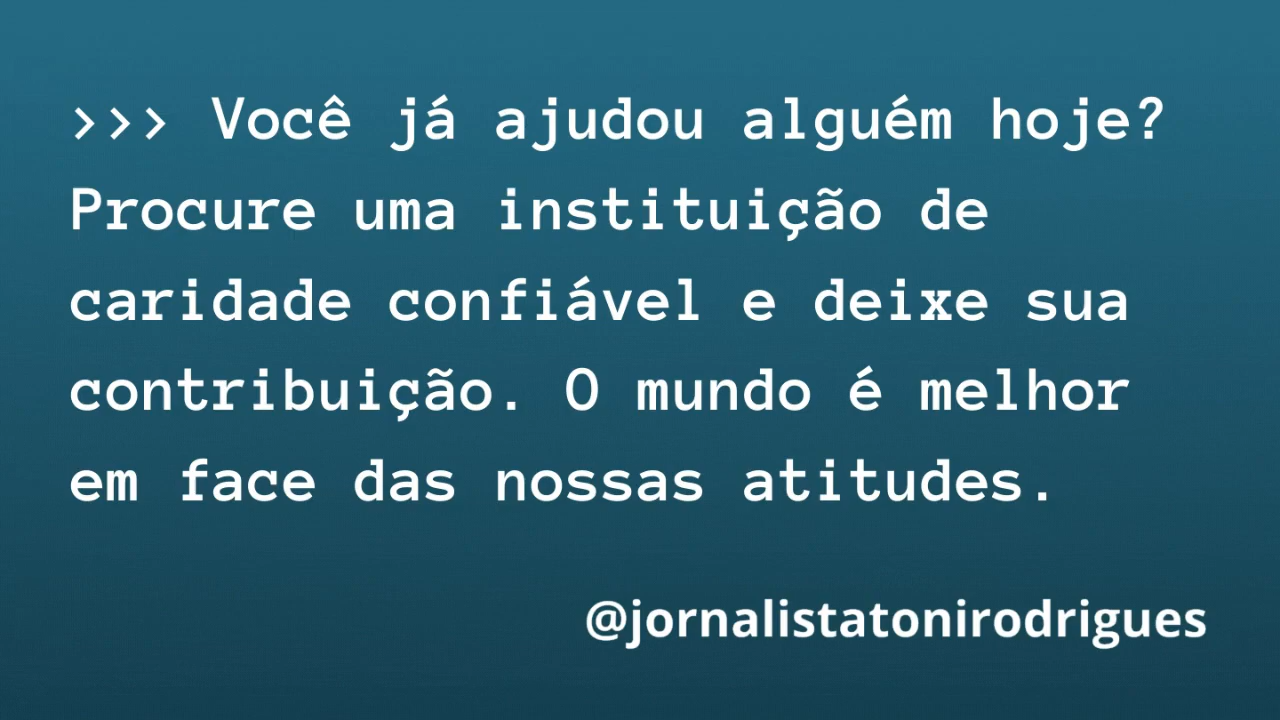 >>> Você já ajudou alguém hoje?
Procure uma instituição de
caridade confiável e deixe sua
contribuição. O mundo é melhor
em face das nossas atitudes.
@jornalistatonirodrigues